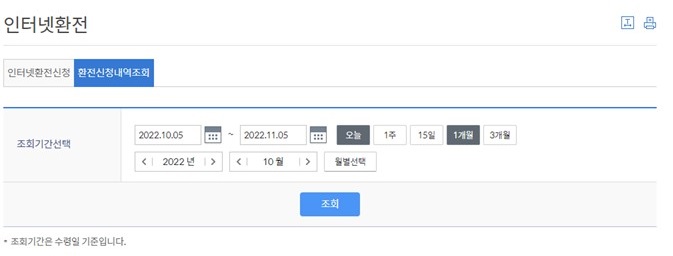 인터넷환전
인터넷환전신청 환전신청내역조회
조회기간선택
2022.10.05 ~ 2022.11.05 오늘 1주 15일 1개월 3개월
< 2022 년 > < 10 월 > 월별선택
조회
* 조회기간은 수령일 기준입니다.